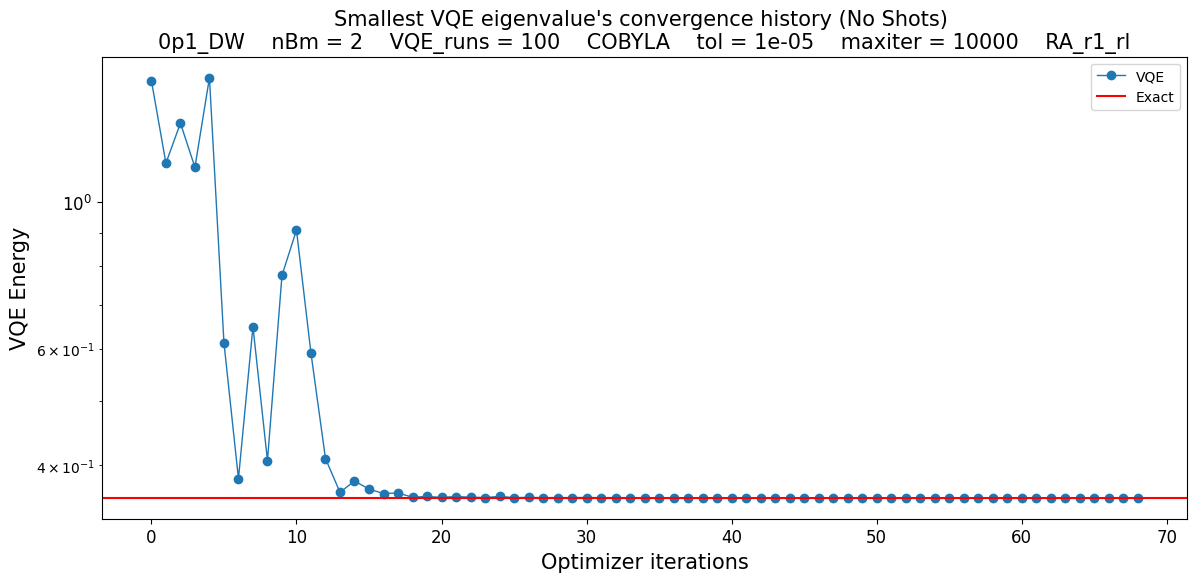 Smallest VQE eigenvalue's convergence history (No Shots)
0p1_DW nBm = 2 VQE_runs = 100 COBYLA tol = 1e-05 maxiter = 10000 RA_r1_rl
VQE
Exact
VQE Energy
10⁰
6 × 10⁻¹
4 × 10⁻¹
0 10 20 30 40 50 60 70
Optimizer iterations